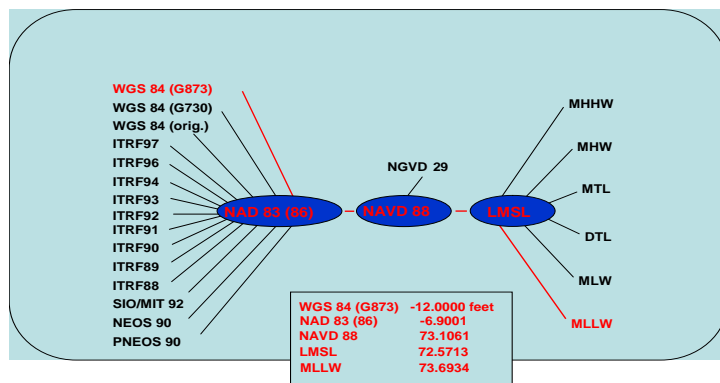 WGS 84 (G873)
WGS 84 (G730)
WGS 84 (orig.)
ITRF97
ITRF96
ITRF94
ITRF93
ITRF92
ITRF91
ITRF90
ITRF89
ITRF88
SIO/MIT 92
NEOS 90
PNEOS 90
NAD 83 (86)
NGVD 29
NAVD 88
LMSL
MHHW
MHW
MTL
DTL
MLW
MLLW
WGS 84 (G873) -12.0000 feet
NAD 83 (86) -6.9001
NAVD 88 73.1061
LMSL 72.5713
MLLW 73.6934